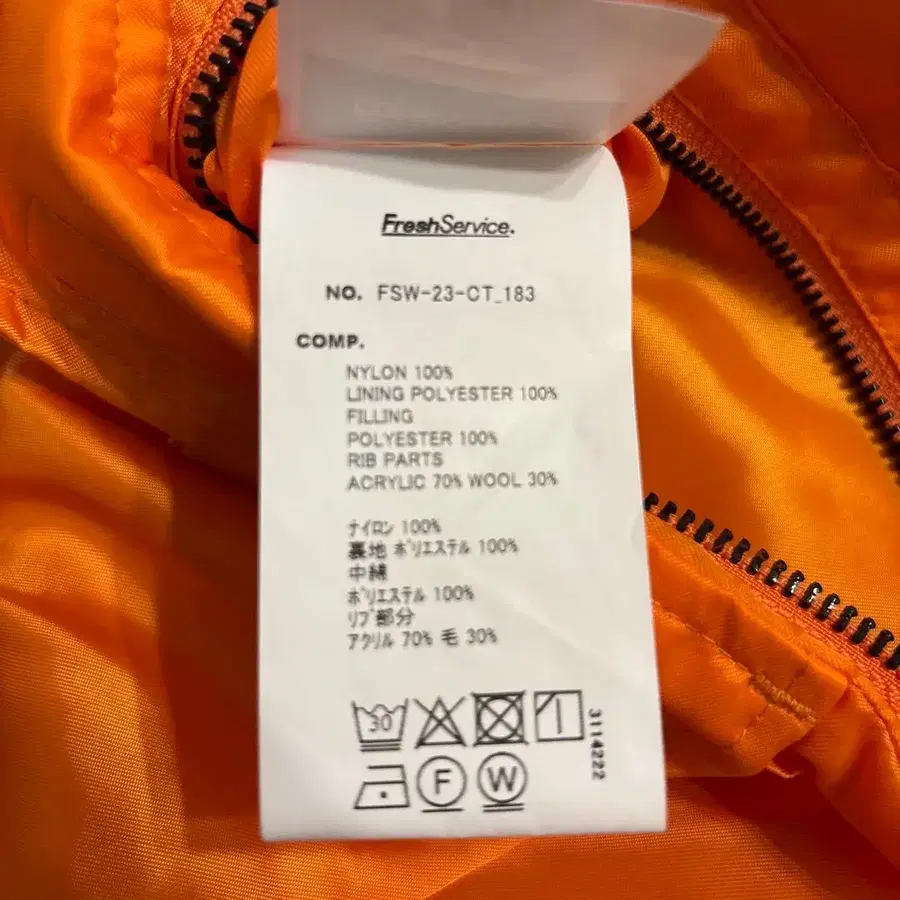 FreshService.
NO. FSW-23-CT_183
COMP.
NYLON 100%
LINING POLYESTER 100%
FILLING
POLYESTER 100%
RIB PARTS
ACRYLIC 70% WOOL 30%
ﾅｲﾛﾝ 100%
裏地 ﾎﾟﾘｴｽﾃﾙ 100%
中綿
ﾎﾟﾘｴｽﾃﾙ 100%
ﾘﾌﾞ部分
ｱｸﾘﾙ 70% 毛 30%
30
F W
3114222